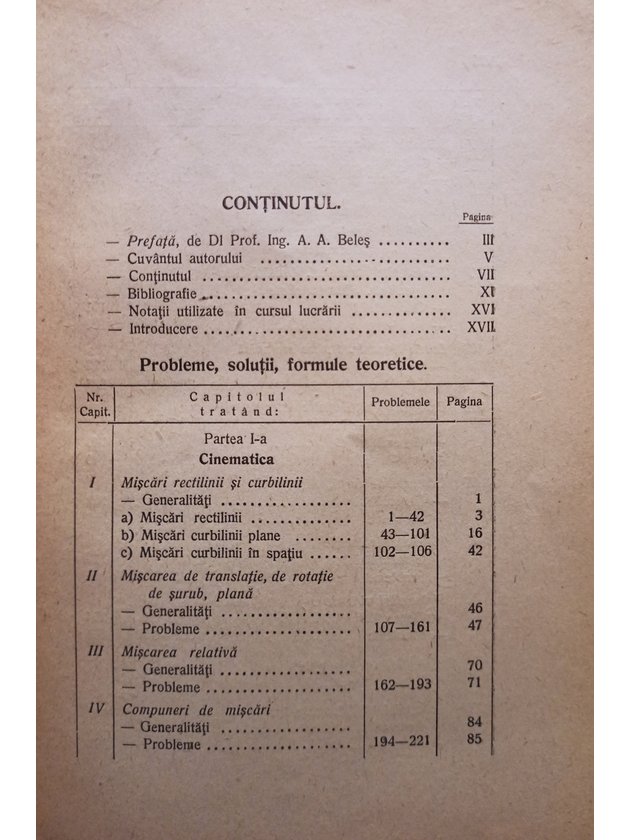 CONȚINUTUL.
Pagina
— Prefață, de Dl Prof. Ing. A. A. Beleș .......... III
— Cuvântul autorului ........................ V
— Conținutul ................................. VII
— Bibliografie ................................ XI
— Notații utilizate în cursul lucrării ............. XVI
— Introducere ................................ XVII
Probleme, soluții, formule teoretice.
Nr. Capit. | Capitolul tratând: | Problemele | Pagina
Partea I-a
Cinematica
I Mișcări rectilinii și curbilinii
— Generalități .................. 1
a) Mișcări rectilinii .............. 1—42 3
b) Mișcări curbilinii plane ........ 43—101 16
c) Mișcări curbilinii în spațiu ...... 102—106 42
II Mișcarea de translație, de rotație
de șurub, plană
— Generalități .................. 46
— Probleme .................... 107—161 47
III Mișcarea relativă
— Generalități .................. 70
— Probleme .................... 162—193 71
IV Compuneri de mișcări
— Generalități .................. 84
— Probleme .................... 194—221 85